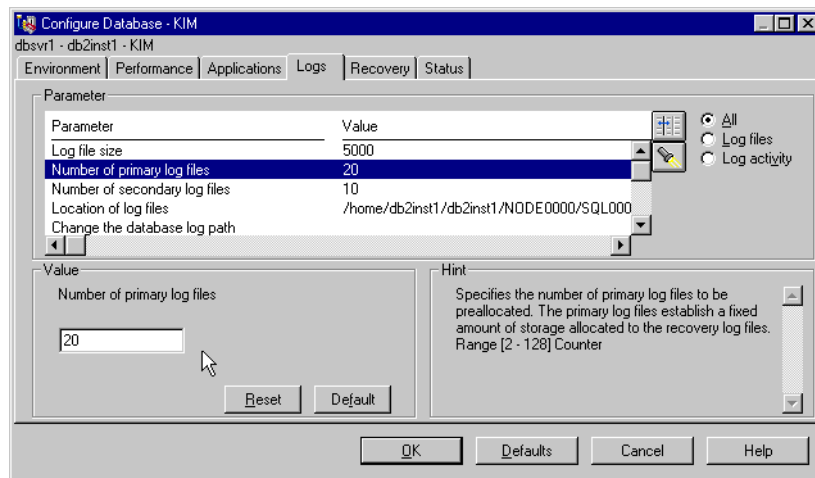 Configure Database - KIM
dbsvr1 - db2inst1 - KIM
Environment Performance Applications Logs Recovery Status
Parameter
Parameter Value
Log file size 5000
Number of primary log files 20
Number of secondary log files 10
Location of log files /home/db2inst1/db2inst1/NODE0000/SQL000
Change the database log path
All
Log files
Log activity
Value
Number of primary log files
20
Reset Default
Hint
Specifies the number of primary log files to be
preallocated. The primary log files establish a fixed
amount of storage allocated to the recovery log files.
Range [2 - 128] Counter
OK Defaults Cancel Help